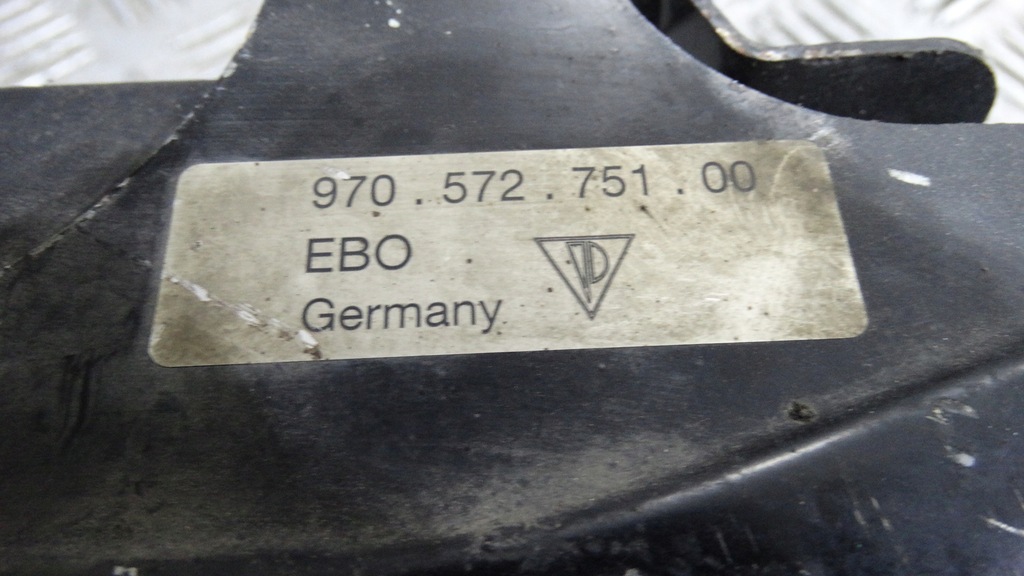 970 . 572 . 751 . 00
EBO
Germany